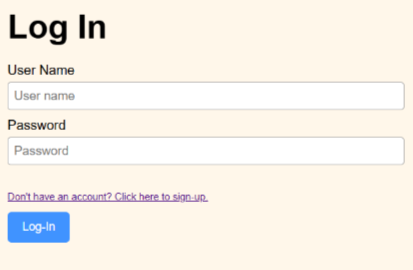 Log In
User Name
User name
Password
Password
Don't have an account? Click here to sign-up.
Log-In